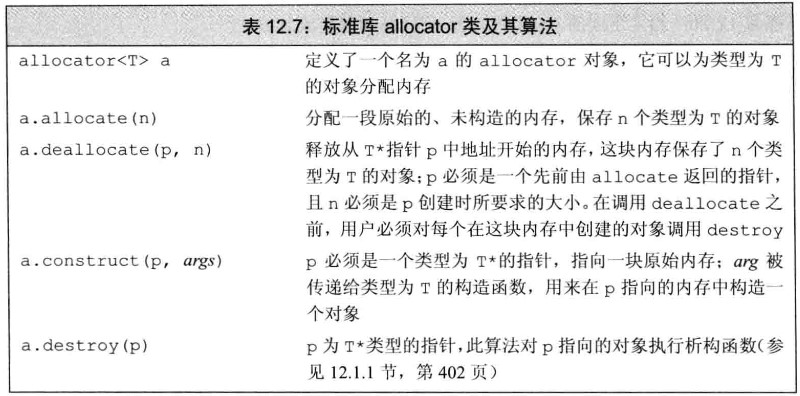 表 12.7：标准库 allocator 类及其算法
allocator<T> a 定义了一个名为 a 的 allocator 对象，它可以为类型为 T
的对象分配内存
a.allocate(n) 分配一段原始的、未构造的内存，保存 n 个类型为 T 的对象
a.deallocate(p, n) 释放从 T*指针 p 中地址开始的内存，这块内存保存了 n 个类
型为 T 的对象；p 必须是一个先前由 allocate 返回的指针，
且 n 必须是 p 创建时所要求的大小。在调用 deallocate 之
前，用户必须对每个在这块内存中创建的对象调用 destroy
a.construct(p, args) p 必须是一个类型为 T*的指针，指向一块原始内存；arg 被
传递给类型为 T 的构造函数，用来在 p 指向的内存中构造一
个对象
a.destroy(p) p 为 T*类型的指针，此算法对 p 指向的对象执行析构函数（参
见 12.1.1 节，第 402 页）